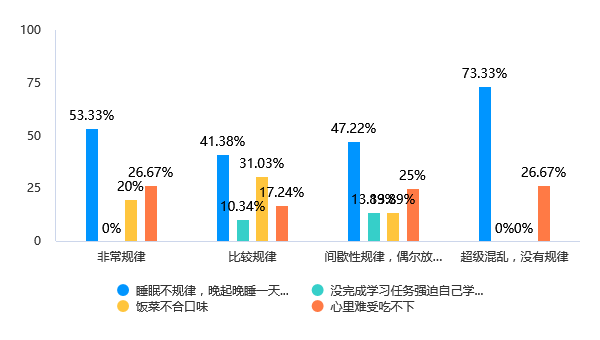 100
75
50
25
0
53.33%
0%
20%
26.67%
41.38%
10.34%
31.03%
17.24%
47.22%
13.89%
13.89%
25%
73.33%
0%
0%
26.67%
非常规律
比较规律
间歇性规律，偶尔放...
超级混乱，没有规律
睡眠不规律，晚起晚睡一天...
没完成学习任务强迫自己学...
饭菜不合口味
心里难受吃不下